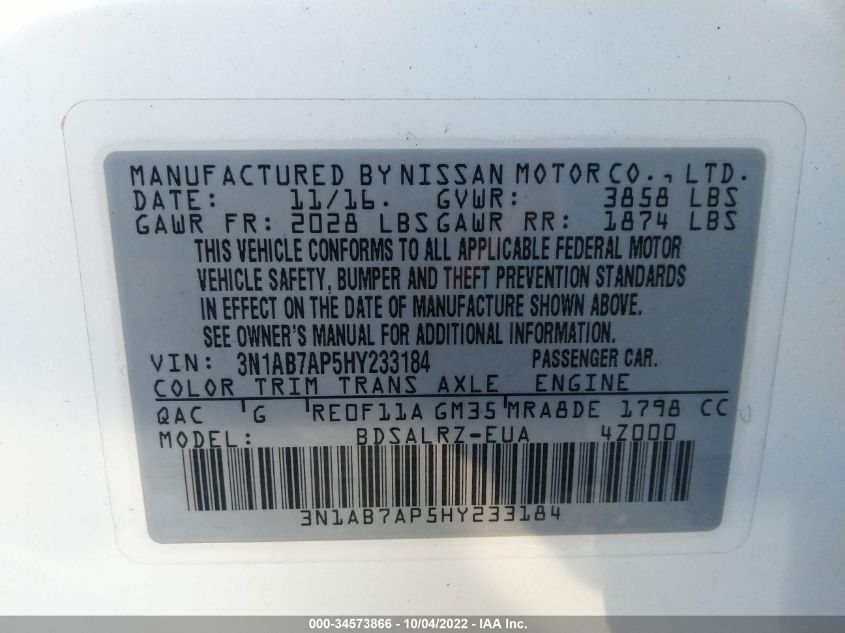 MANUFACTURED BY NISSAN MOTOR CO., LTD.
DATE: 11/16. GVWR: 3858 LBS
GAWR FR: 2028 LBS GAWR RR: 1874 LBS
THIS VEHICLE CONFORMS TO ALL APPLICABLE FEDERAL MOTOR
VEHICLE SAFETY, BUMPER AND THEFT PREVENTION STANDARDS
IN EFFECT ON THE DATE OF MANUFACTURE SHOWN ABOVE.
SEE OWNER'S MANUAL FOR ADDITIONAL INFORMATION.
VIN: 3N1AB7AP5HY233184 PASSENGER CAR.
COLOR TRIM TRANS AXLE ENGINE
QAC G RE0F11A GM35 MRA8DE 1798 CC
MODEL: BDSALRZ-EUA 4Z000
3N1AB7AP5HY233184
000-34573866 - 10/04/2022 - IAA Inc.